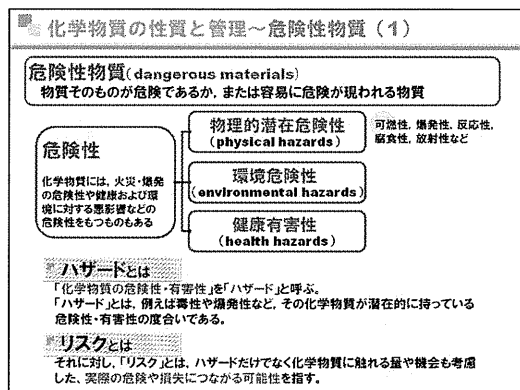 化学物質の性質と管理～危険性物質（1）
危険性物質(dangerous materials)
物質そのものが危険であるか，または容易に危険が現われる物質
危険性
化学物質には，火災・爆発
の危険性や健康および環
境に対する悪影響などの
危険性をもつものもある
物理的潜在危険性
(physical hazards)
可燃性，爆発性，反応性，
腐食性，放射性など
環境危険性
(environmental hazards)
健康有害性
(health hazards)
ハザードとは
「化学物質の危険性・有害性」を「ハザード」と呼ぶ。
「ハザード」とは，例えば毒性や爆発性など，その化学物質が潜在的に持っている
危険性・有害性の度合いである。
リスクとは
それに対し，「リスク」とは，ハザードだけでなく化学物質に触れる量や機会も考慮
した，実際の危険や損失につながる可能性を指す。